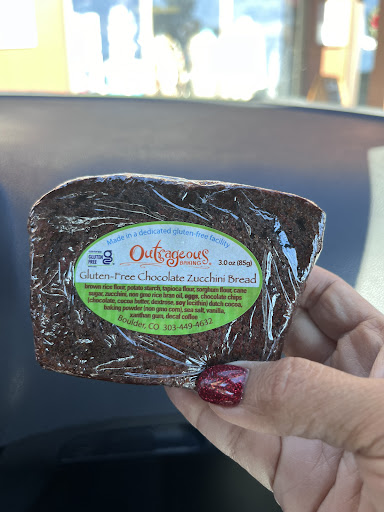 Made in a dedicated gluten-free facility
GLUTEN
FREE
Outrageous
BAKING
3.0 oz (85g)
Gluten-Free Chocolate Zucchini Bread
brown rice flour, potato starch, tapioca flour, sorghum flour, cane
sugar, zucchini, non gmo rice bran oil, eggs, chocolate chips
(chocolate, cocoa butter, dextrose, soy lecithin) dutch cocoa,
baking powder (non gmo corn), sea salt, vanilla,
xanthan gum, decaf coffee
Boulder, CO 303-449-4632